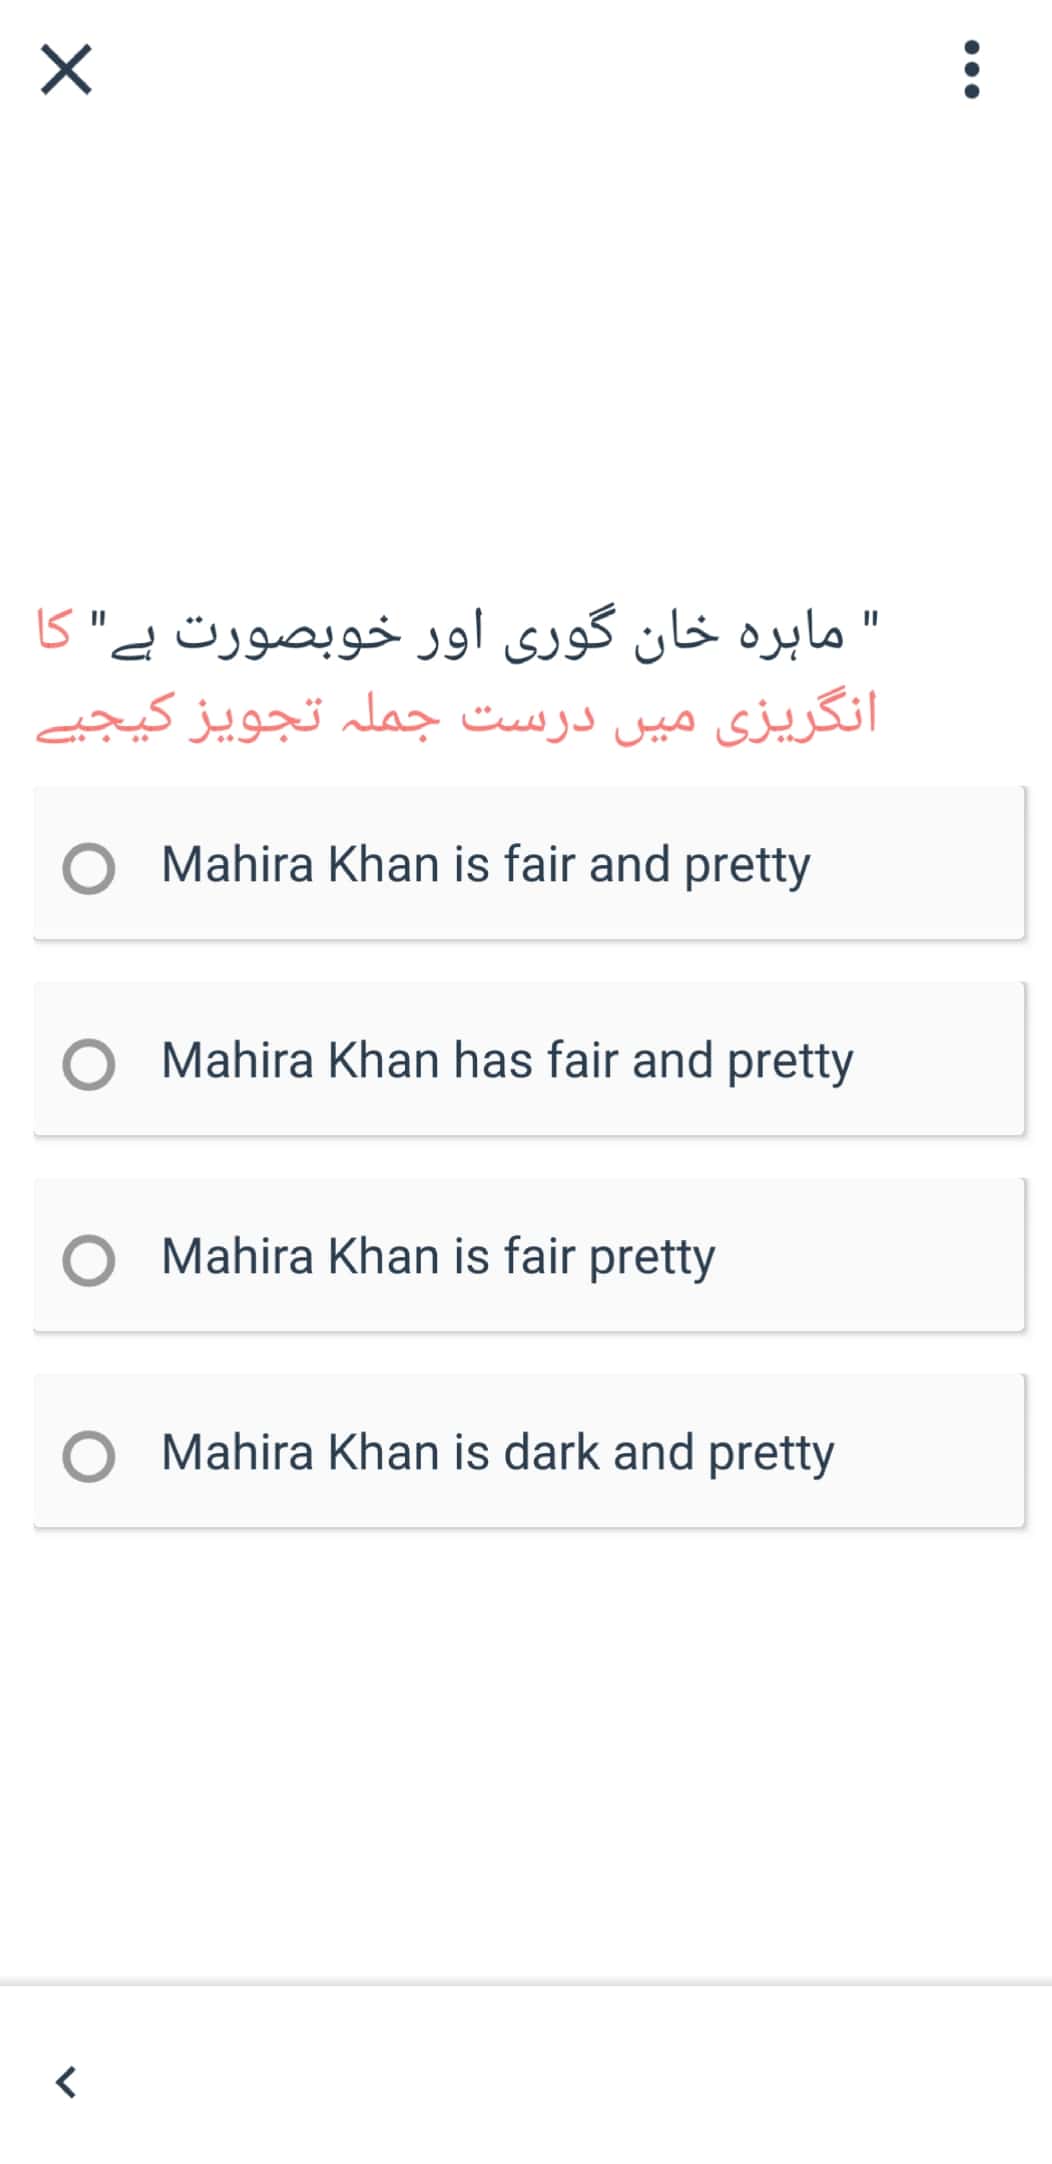 " ماہرہ خان گوری اور خوبصورت ہے" کا
انگریزی میں درست جملہ تجویز کیجیے
Mahira Khan is fair and pretty
Mahira Khan has fair and pretty
Mahira Khan is fair pretty
Mahira Khan is dark and pretty